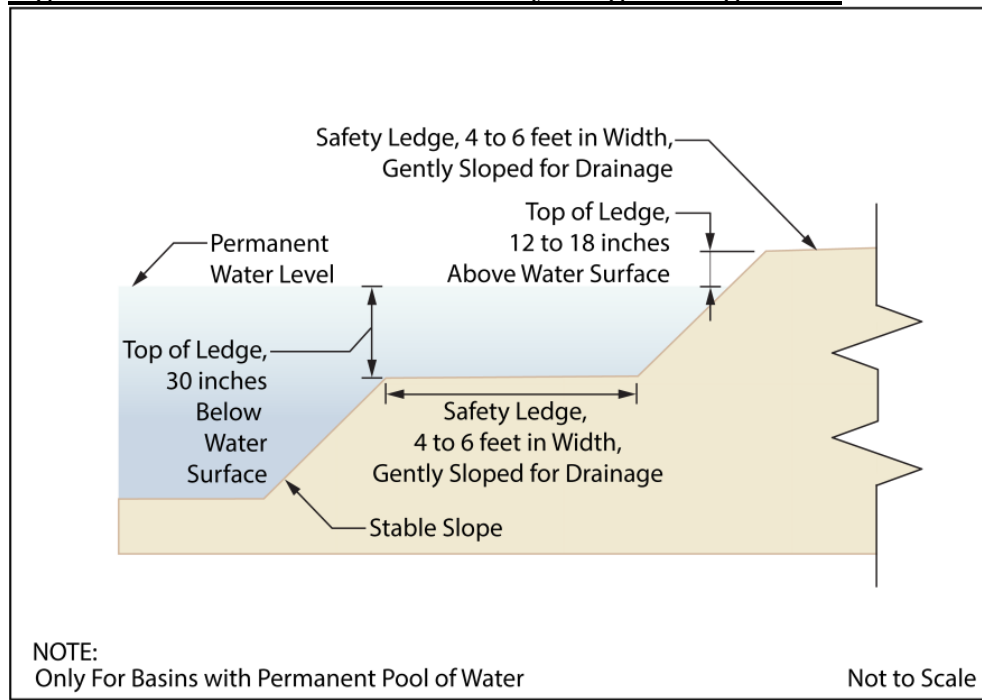 Safety Ledge, 4 to 6 feet in Width,
Gently Sloped for Drainage
Top of Ledge,
12 to 18 inches
Above Water Surface
Permanent
Water Level
Top of Ledge,
30 inches
Below
Water
Surface
Safety Ledge,
4 to 6 feet in Width,
Gently Sloped for Drainage
Stable Slope
NOTE:
Only For Basins with Permanent Pool of Water
Not to Scale